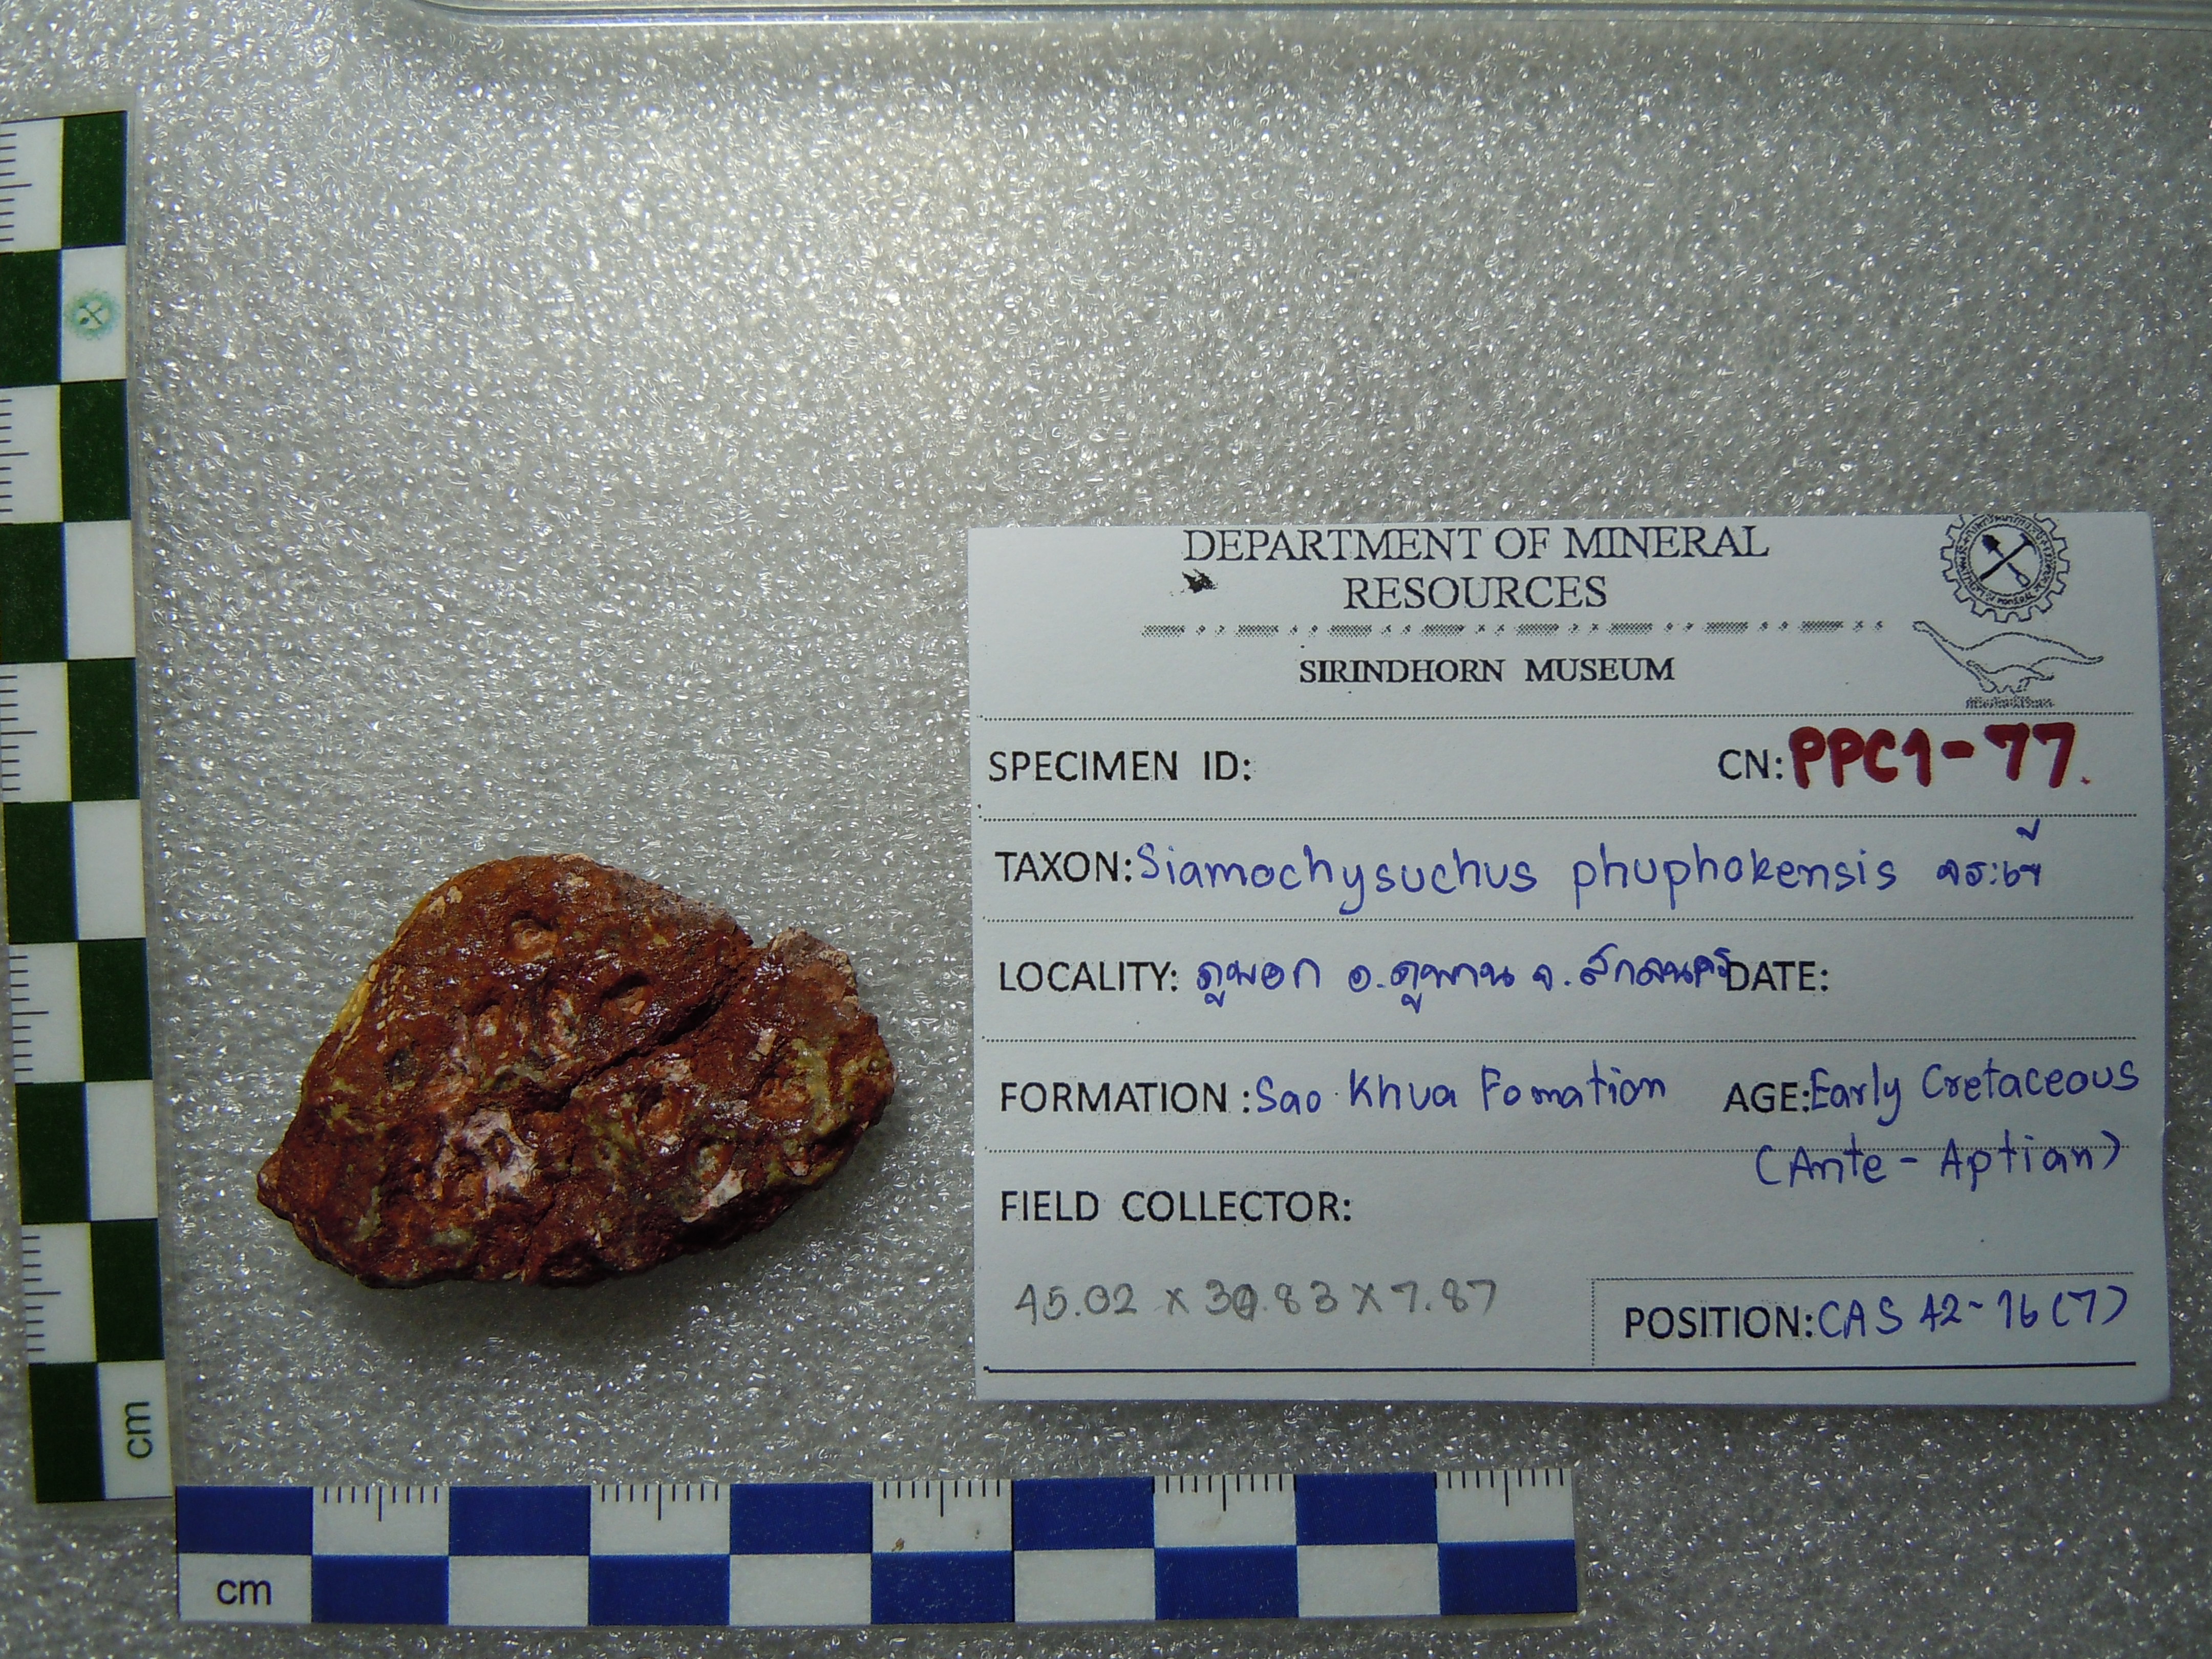 DEPARTMENT OF MINERAL
RESOURCES
SIRINDHORN MUSEUM
SPECIMEN ID: CN: PPC1-77
TAXON: Siamochysuchus phuphokensis จระเข้
LOCALITY: ภูพอก อ.ภูพาน จ.สกลนคร DATE:
FORMATION : Sao Khua Fomation AGE: Early Cretaceous
(Ante - Aptian)
FIELD COLLECTOR:
45.02 x 30.83 x 7.87
POSITION: CAS 42-16 (7)
cm
cm